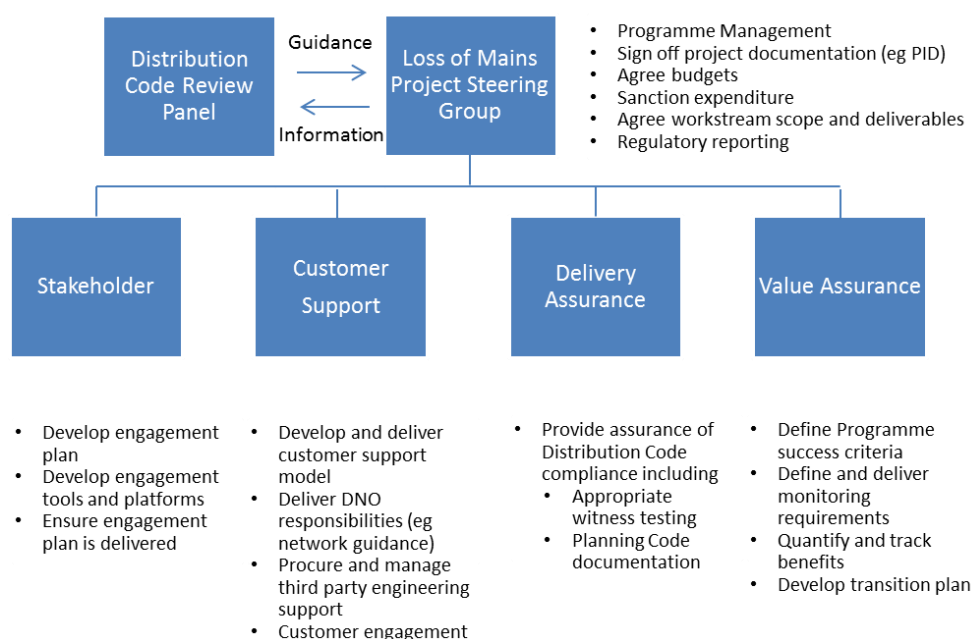 Distribution
Code Review
Panel
Guidance
Information
Loss of Mains
Project Steering
Group
• Programme Management
• Sign off project documentation (eg PID)
• Agree budgets
• Sanction expenditure
• Agree workstream scope and deliverables
• Regulatory reporting
Stakeholder
Customer
Support
Delivery
Assurance
Value Assurance
• Develop engagement
plan
• Develop engagement
tools and platforms
• Ensure engagement
plan is delivered
• Develop and deliver
customer support
model
• Deliver DNO
responsibilities (eg
network guidance)
• Procure and manage
third party engineering
support
• Customer engagement
• Provide assurance of
Distribution Code
compliance including
• Appropriate
witness testing
• Planning Code
documentation
• Define Programme
success criteria
• Define and deliver
monitoring
requirements
• Quantify and track
benefits
• Develop transition plan